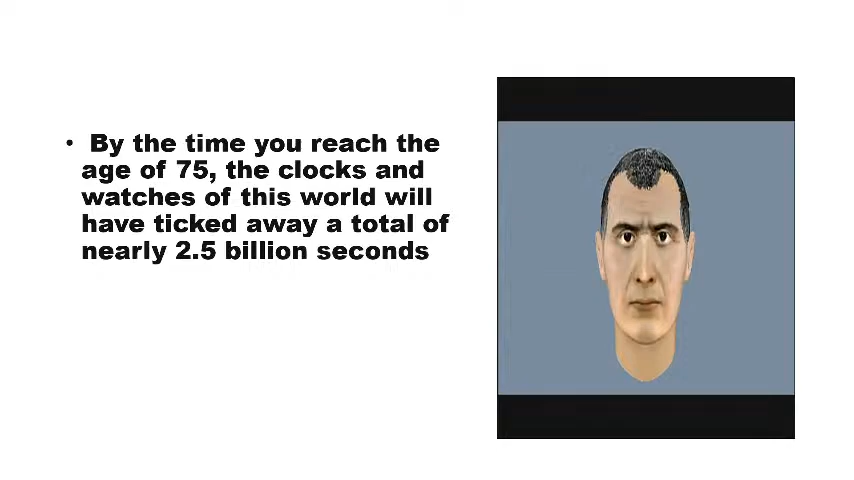 • By the time you reach the
age of 75, the clocks and
watches of this world will
have ticked away a total of
nearly 2.5 billion seconds